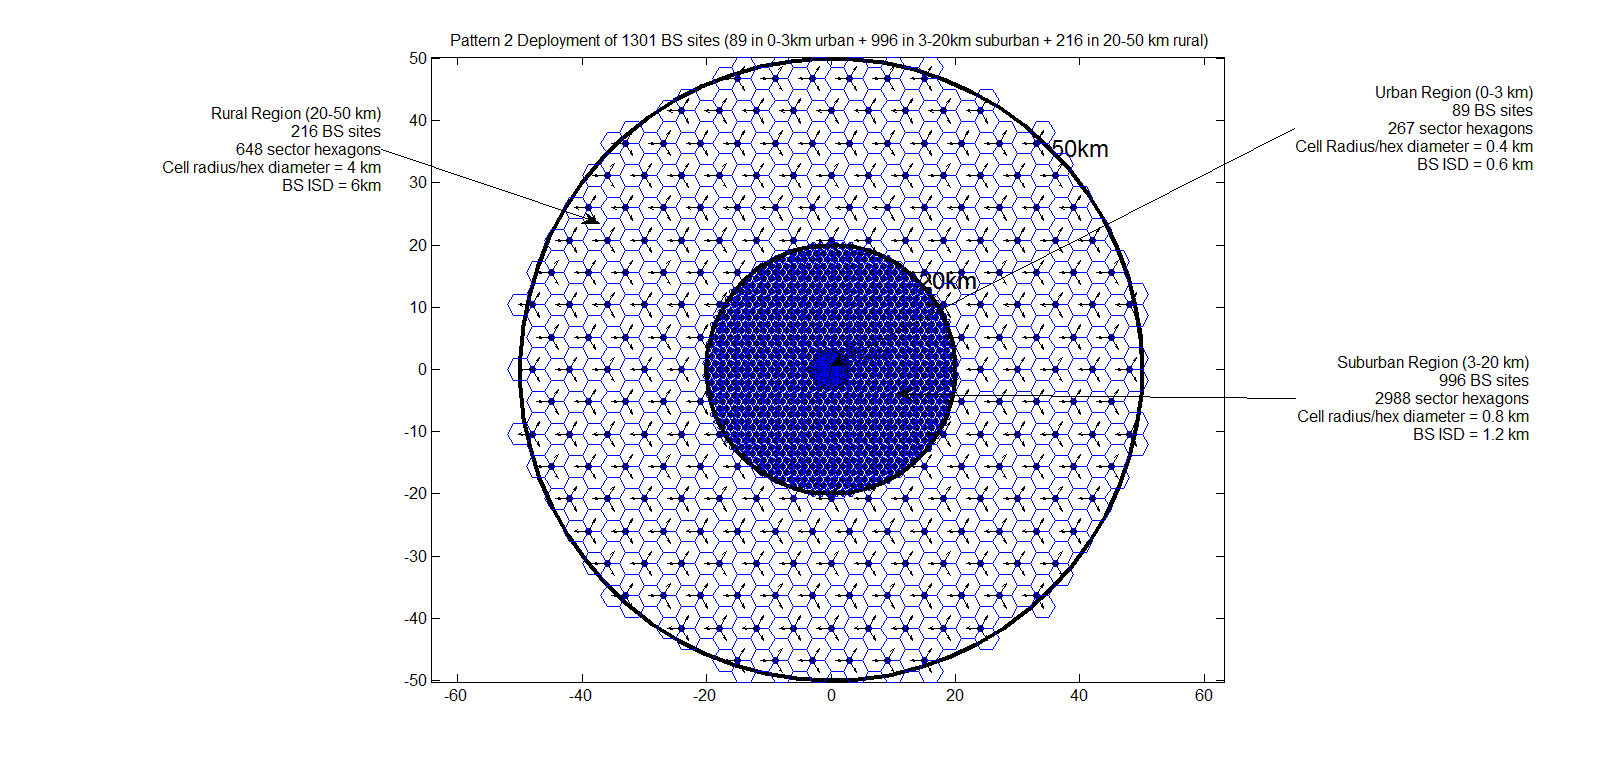 Pattern 2 Deployment of 1301 BS sites (89 in 0-3km urban + 996 in 3-20km suburban + 216 in 20-50 km rural)
Rural Region (20-50 km)
216 BS sites
648 sector hexagons
Cell radius/hex diameter = 4 km
BS ISD = 6km
Urban Region (0-3 km)
89 BS sites
267 sector hexagons
Cell Radius/hex diameter = 0.4 km
BS ISD = 0.6 km
Suburban Region (3-20 km)
996 BS sites
2988 sector hexagons
Cell radius/hex diameter = 0.8 km
BS ISD = 1.2 km
50km
20km
50
40
30
20
10
0
-10
-20
-30
-40
-50
-60
-40
-20
0
20
40
60